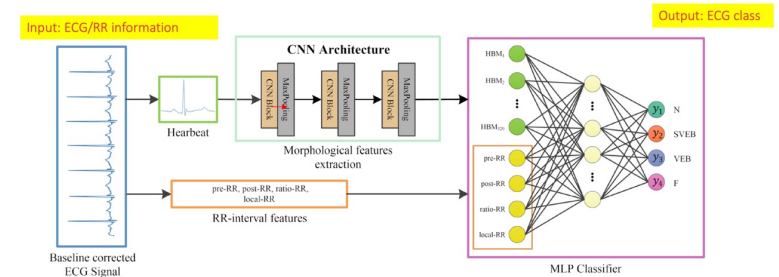 Input: ECG/RR information
Output: ECG class
CNN Architecture
CNN Block
MaxPooling
CNN Block
MaxPooling
CNN Block
MaxPooling
Hearbeat
Morphological features
extraction
pre-RR, post-RR, ratio-RR,
local-RR
RR-interval features
Baseline corrected
ECG Signal
HBM1
HBM2
HBM320
pre-RR
post-RR
ratio-RR
local-RR
y1 N
y2 SVEB
y3 VEB
y4 F
MLP Classifier